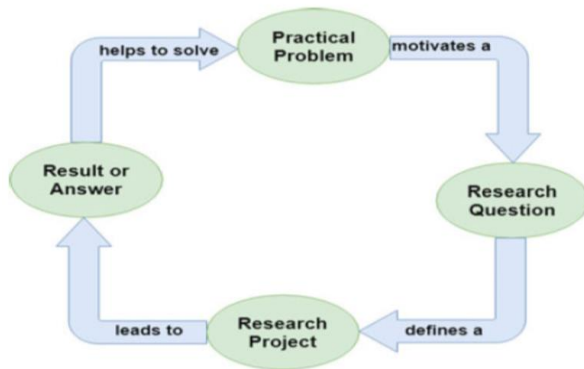 helps to solve
Practical
Problem
motivates a
Result or
Answer
Research
Question
leads to
Research
Project
defines a